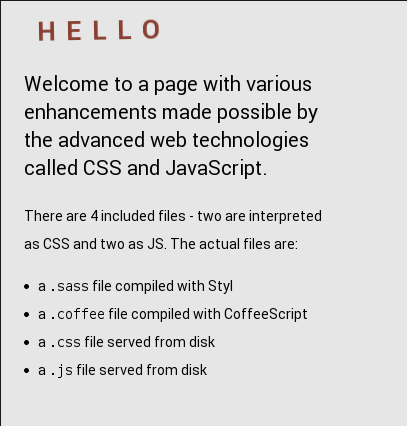 HELLO
Welcome to a page with various
enhancements made possible by
the advanced web technologies
called CSS and JavaScript.
There are 4 included files - two are interpreted
as CSS and two as JS. The actual files are:
• a .sass file compiled with Styl
• a .coffee file compiled with CoffeeScript
• a .css file served from disk
• a .js file served from disk